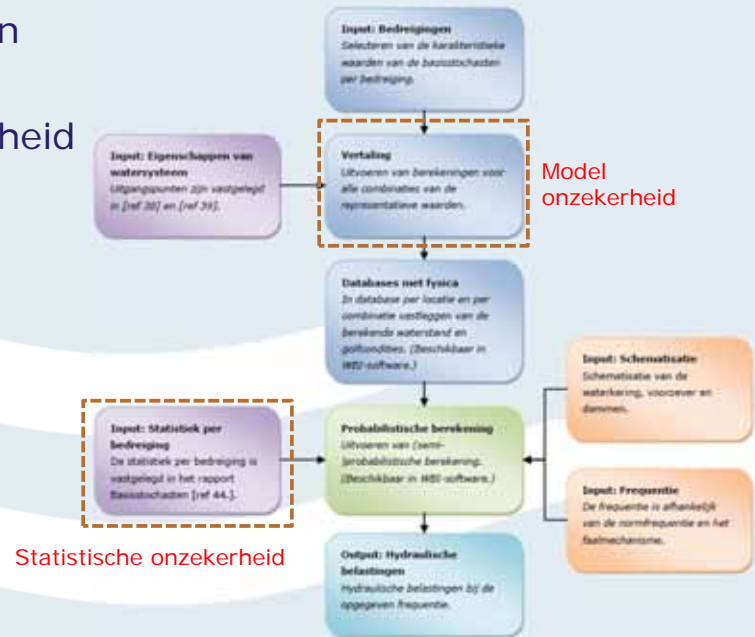 n
heid
Input: Bedreigingen
Selecteren van de karakteristieke
waarden van de basisstochasten
per bedreiging.
Input: Eigenschappen van
watersysteem
Uitgangspunten zijn vastgelegd
in [ref 38] en [ref 39].
Vertaling
Uitvoeren van berekeningen voor
alle combinaties van de
representatieve waarden.
Model
onzekerheid
Databases met fysica
In database per locatie en per
combinatie vastleggen van de
berekende waterstand en
golfcondities. (Beschikbaar in
WBI-software.)
Input: Schematisatie
Schematisatie van de
waterkering, vooroever en
dammen.
Input: Statistiek per
bedreiging
De statistiek per bedreiging is
vastgelegd in het rapport
Basisstochasten [ref 44.].
Probabilistische berekening
Uitvoeren van (semi-
)probabilistische berekening.
(Beschikbaar in WBI-software.)
Input: Frequentie
De frequentie is afhankelijk
van de normfrequentie en het
faalmechanisme.
Statistische onzekerheid
Output: Hydraulische
belastingen
Hydraulische belastingen bij de
opgegeven frequentie.